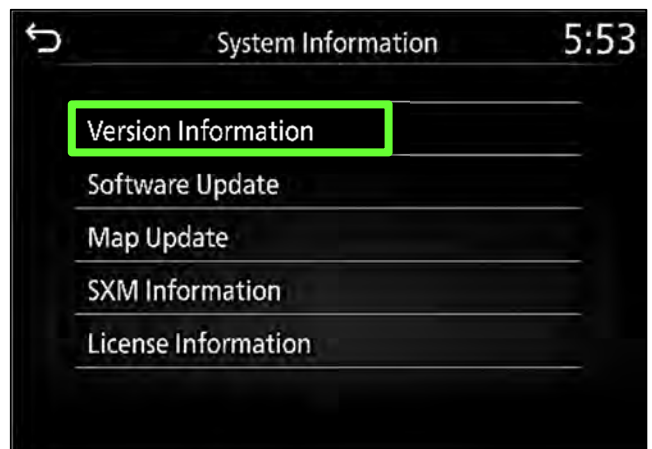 System Information
5:53
Version Information
Software Update
Map Update
SXM Information
License Information